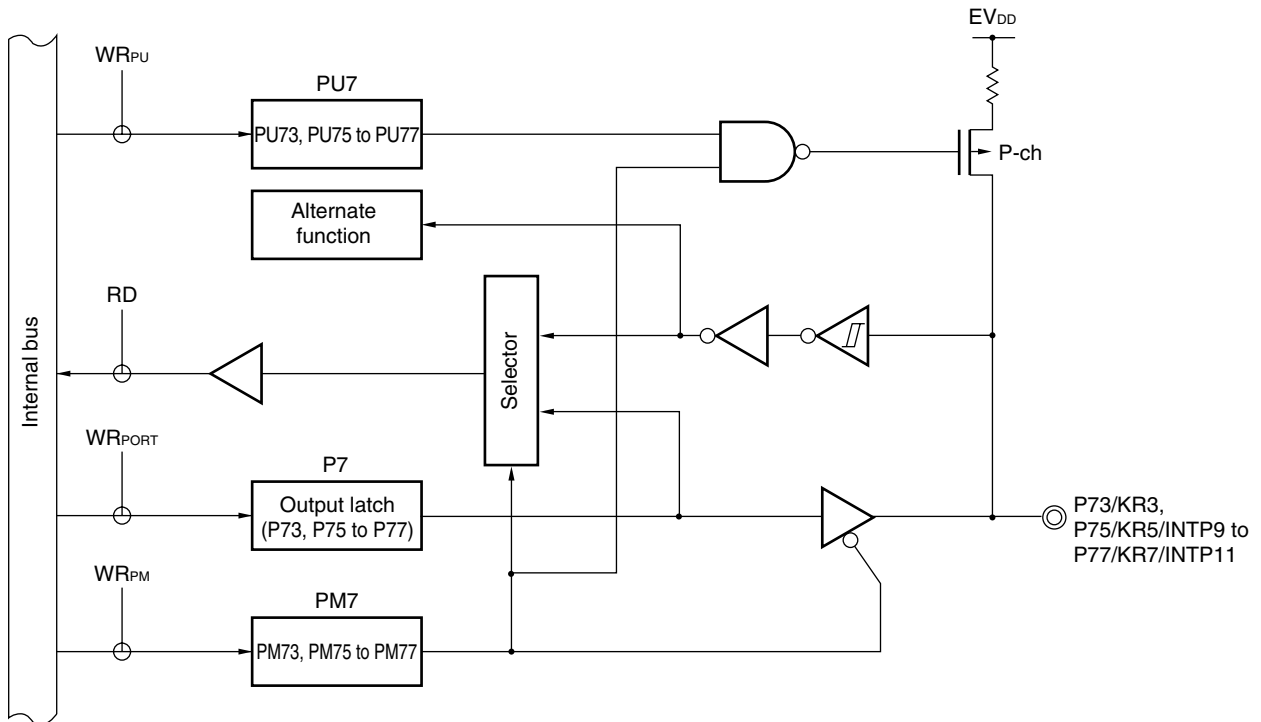 EVDD
WRPU
PU7
PU73, PU75 to PU77
P-ch
Alternate
function
RD
Internal bus
Selector
WRPORT
P7
Output latch
(P73, P75 to P77)
P73/KR3,
P75/KR5/INTP9 to
P77/KR7/INTP11
WRPM
PM7
PM73, PM75 to PM77